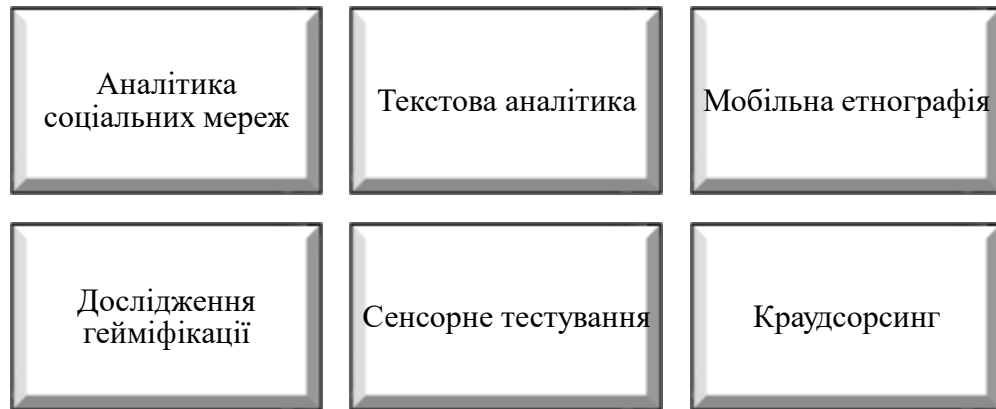 Аналітика
соціальних мереж
Текстова аналітика
Мобільна етнографія
Дослідження
гейміфікації
Сенсорне тестування
Краудсорсинг